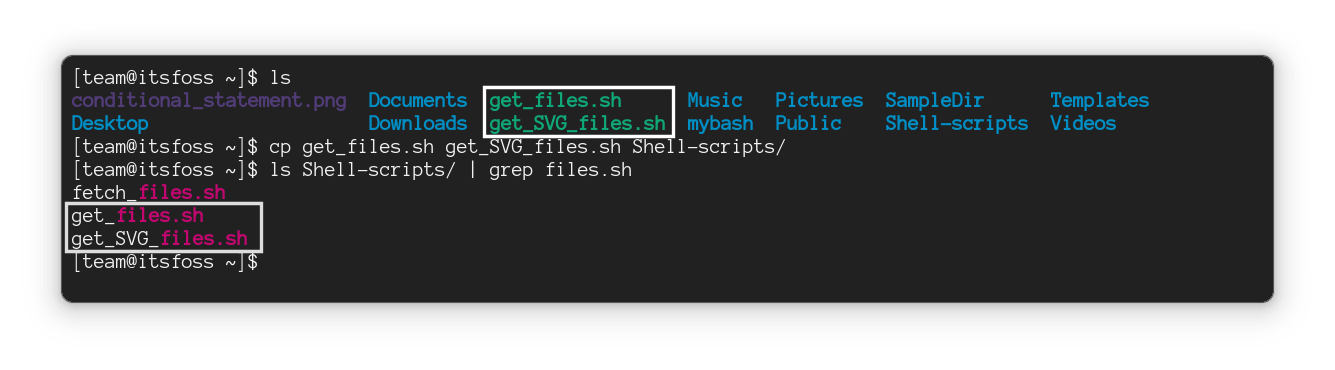 [team@itsfoss ~]$ ls
conditional_statement.png  Documents  get_files.sh      Music   Pictures  SampleDir      Templates
Desktop                    Downloads  get_SVG_files.sh  mybash  Public    Shell-scripts  Videos
[team@itsfoss ~]$ cp get_files.sh get_SVG_files.sh Shell-scripts/
[team@itsfoss ~]$ ls Shell-scripts/ | grep files.sh
fetch_files.sh
get_files.sh
get_SVG_files.sh
[team@itsfoss ~]$